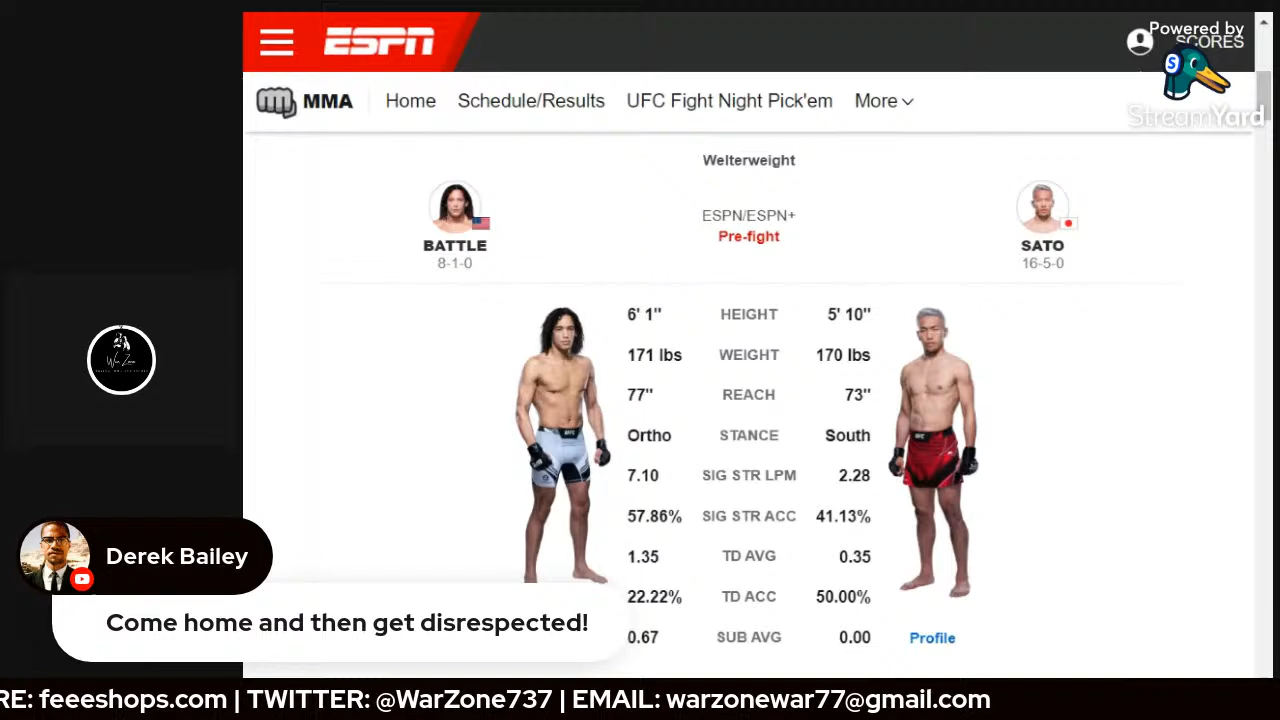 ESPN
SCORES
Powered by
StreamYard
MMA Home Schedule/Results UFC Fight Night Pick'em More
Welterweight
BATTLE
8-1-0
ESPN/ESPN+
Pre-fight
SATO
16-5-0
6' 1" HEIGHT 5' 10"
171 lbs WEIGHT 170 lbs
77" REACH 73"
Ortho STANCE South
7.10 SIG STR LPM 2.28
57.86% SIG STR ACC 41.13%
1.35 TD AVG 0.35
22.22% TD ACC 50.00%
0.67 SUB AVG 0.00 Profile
War Zone
Derek Bailey
Come home and then get disrespected!
RE: feeeshops.com | TWITTER: @WarZone737 | EMAIL: warzonewar77@gmail.com